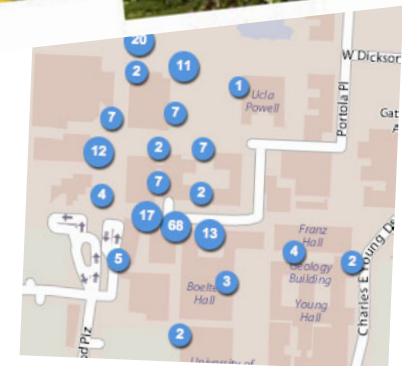 20
2
11
W Dickson
1
Ucla
Powell
Portola Pl
7
7
12
2
7
7
4
2
17
68
13
Franz
Hall
4
Geology
Building
2
5
Boelter
Hall
3
Young
Hall
Charles E Young Dr
2
University of